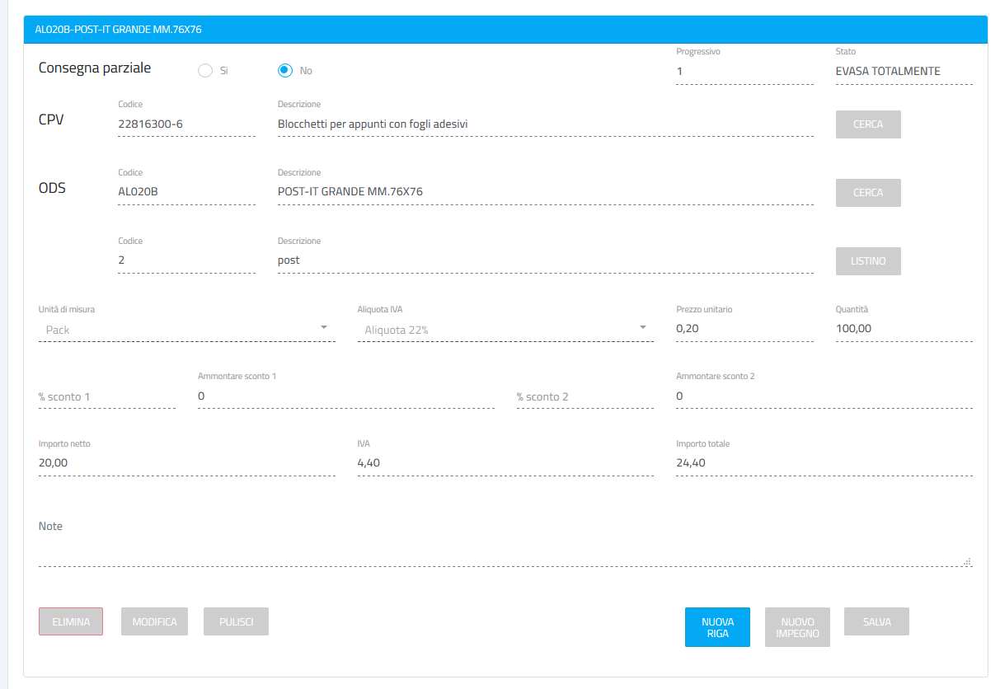 AL020B-POST-IT GRANDE MM.76X76
Progressivo
Stato
Consegna parziale
Si
No
1
EVASA TOTALMENTE
Codice
Descrizione
CPV
22816300-6
Blocchetti per appunti con fogli adesivi
CERCA
Codice
Descrizione
ODS
AL020B
POST-IT GRANDE MM.76X76
CERCA
Codice
Descrizione
2
post
LISTINO
Unità di misura
Aliquota IVA
Prezzo unitario
Quantità
Pack
Aliquota 22%
0,20
100,00
Ammontare sconto 1
Ammontare sconto 2
% sconto 1
0
% sconto 2
0
Importo netto
IVA
Importo totale
20,00
4,40
24,40
Note
ELIMINA
MODIFICA
PULISCI
NUOVA
RIGA
NUOVO
IMPEGNO
SALVA